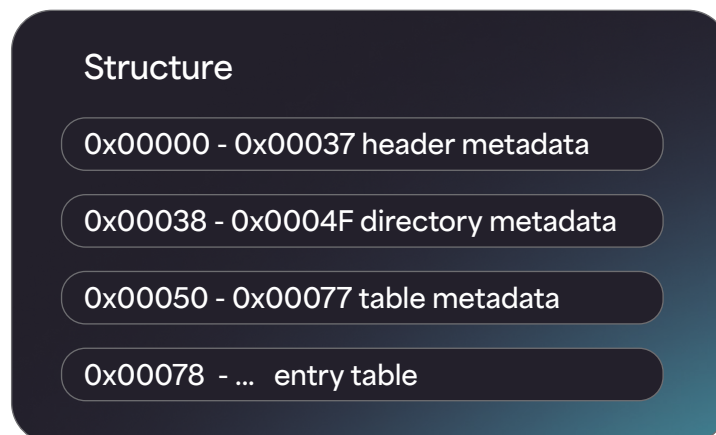 Structure
0x00000 - 0x00037 header metadata
0x00038 - 0x0004F directory metadata
0x00050 - 0x00077 table metadata
0x00078 - ... entry table